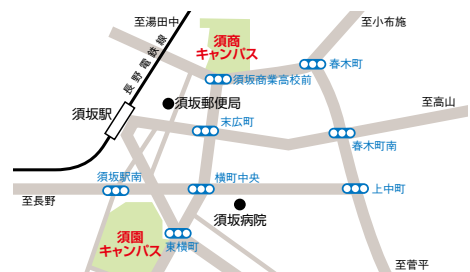 至湯田中
至小布施
長野電鉄線
須商
キャンパス
春木町
須坂商業高校前
須坂郵便局
至高山
須坂駅
末広町
春木町南
須坂駅南
横町中央
上中町
至長野
須坂病院
須園
キャンパス
東横町
至菅平